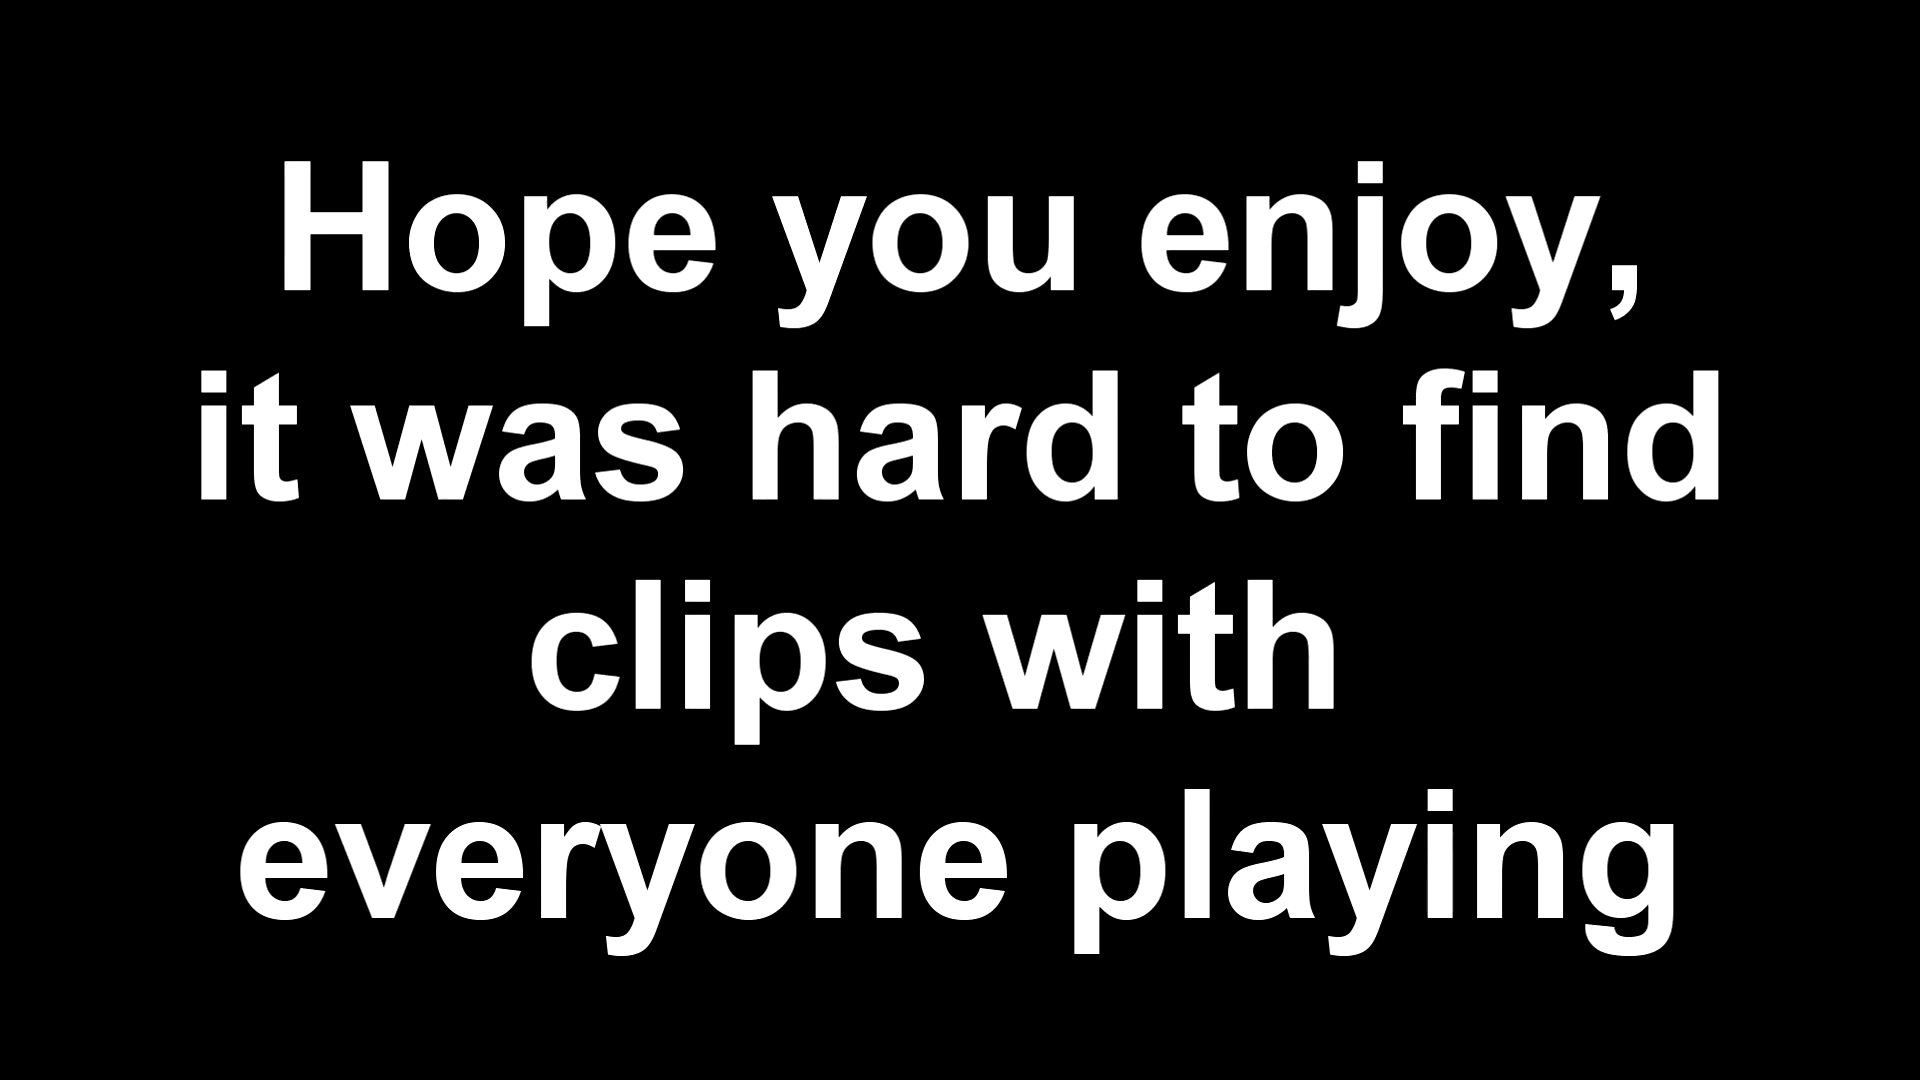 Hope you enjoy,
it was hard to find
clips with
everyone playing